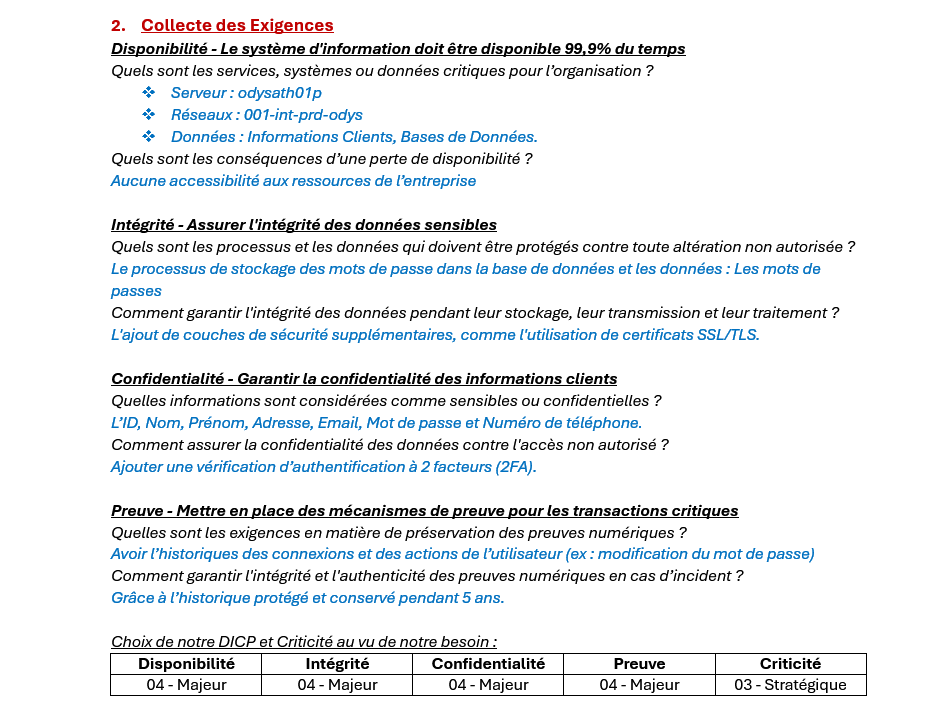 2. Collecte des Exigences
Disponibilité - Le système d'information doit être disponible 99,9% du temps
Quels sont les services, systèmes ou données critiques pour l'organisation ?
❖ Serveur : odysath01p
❖ Réseaux : 001-int-prd-odys
❖ Données : Informations Clients, Bases de Données.
Quels sont les conséquences d'une perte de disponibilité ?
Aucune accessibilité aux ressources de l'entreprise
Intégrité - Assurer l'intégrité des données sensibles
Quels sont les processus et les données qui doivent être protégés contre toute altération non autorisée ?
Le processus de stockage des mots de passe dans la base de données et les données : Les mots de
passes
Comment garantir l'intégrité des données pendant leur stockage, leur transmission et leur traitement ?
L'ajout de couches de sécurité supplémentaires, comme l'utilisation de certificats SSL/TLS.
Confidentialité - Garantir la confidentialité des informations clients
Quelles informations sont considérées comme sensibles ou confidentielles ?
L'ID, Nom, Prénom, Adresse, Email, Mot de passe et Numéro de téléphone.
Comment assurer la confidentialité des données contre l'accès non autorisé ?
Ajouter une vérification d'authentification à 2 facteurs (2FA).
Preuve - Mettre en place des mécanismes de preuve pour les transactions critiques
Quelles sont les exigences en matière de préservation des preuves numériques ?
Avoir l'historiques des connexions et des actions de l'utilisateur (ex : modification du mot de passe)
Comment garantir l'intégrité et l'authenticité des preuves numériques en cas d'incident ?
Grâce à l'historique protégé et conservé pendant 5 ans.
Choix de notre DICP et Criticité au vu de notre besoin :
Disponibilité Intégrité Confidentialité Preuve Criticité
04 - Majeur 04 - Majeur 04 - Majeur 04 - Majeur 03 - Stratégique